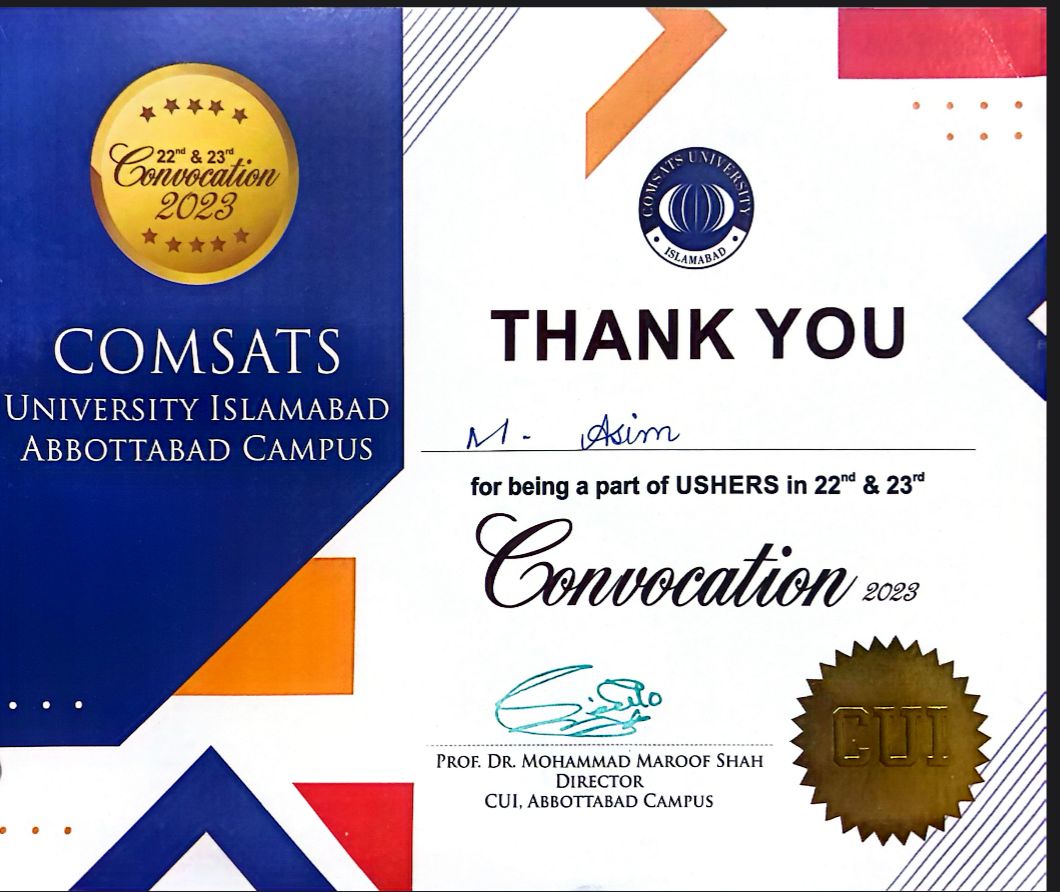 22nd & 23rd
Convocation
2023
COMSATS
UNIVERSITY ISLAMABAD
ABBOTTABAD CAMPUS
COMSATS UNIVERSITY
ISLAMABAD
THANK YOU
M. Asim
for being a part of USHERS in 22nd & 23rd
Convocation 2023
PROF. DR. MOHAMMAD MAROOF SHAH
DIRECTOR
CUI, ABBOTTABAD CAMPUS
CUI